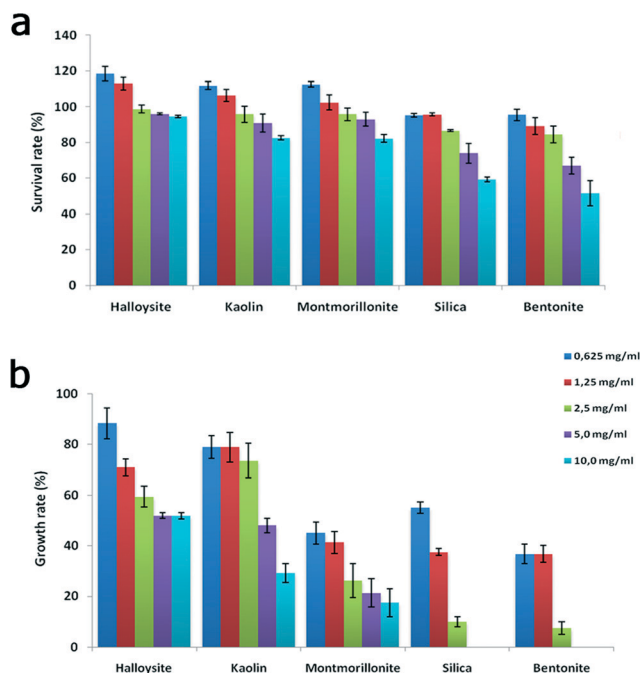 a
Survival rate (%)
140
120
100
80
60
40
20
0
Halloysite Kaolin Montmorillonite Silica Bentonite
b
Growth rate (%)
100
80
60
40
20
0
Halloysite Kaolin Montmorillonite Silica Bentonite
0,625 mg/ml
1,25 mg/ml
2,5 mg/ml
5,0 mg/ml
10,0 mg/ml